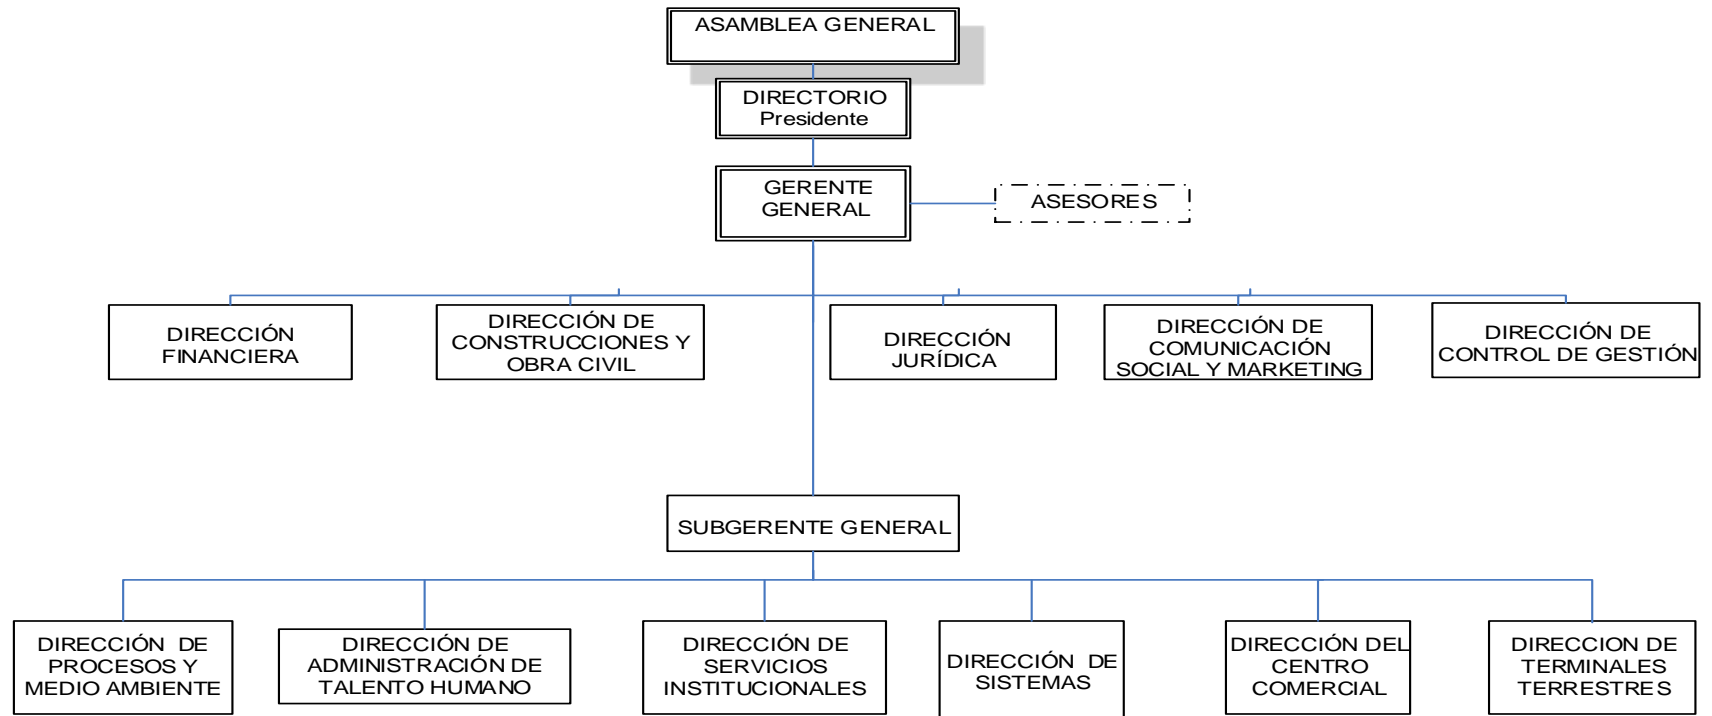 ASAMBLEA GENERAL
DIRECTORIO
Presidente
GERENTE
GENERAL
ASESORES
DIRECCIÓN
FINANCIERA
DIRECCIÓN DE
CONSTRUCCIONES Y
OBRA CIVIL
DIRECCIÓN
JURÍDICA
DIRECCIÓN DE
COMUNICACIÓN
SOCIAL Y MARKETING
DIRECCIÓN DE
CONTROL DE GESTIÓN
SUBGERENTE GENERAL
DIRECCIÓN DE
PROCESOS Y
MEDIO AMBIENTE
DIRECCIÓN DE
ADMINISTRACIÓN DE
TALENTO HUMANO
DIRECCIÓN DE
SERVICIOS
INSTITUCIONALES
DIRECCIÓN DE
SISTEMAS
DIRECCIÓN DEL
CENTRO
COMERCIAL
DIRECCION DE
TERMINALES
TERRESTRES